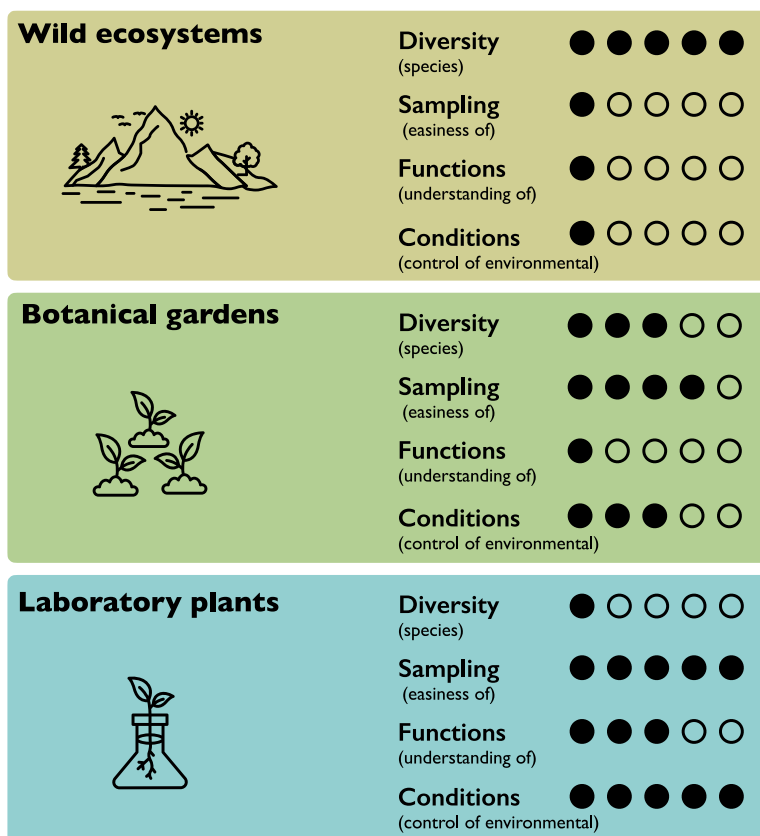 Wild ecosystems
Diversity
(species)
Sampling
(easiness of)
Functions
(understanding of)
Conditions
(control of environmental)
Botanical gardens
Diversity
(species)
Sampling
(easiness of)
Functions
(understanding of)
Conditions
(control of environmental)
Laboratory plants
Diversity
(species)
Sampling
(easiness of)
Functions
(understanding of)
Conditions
(control of environmental)